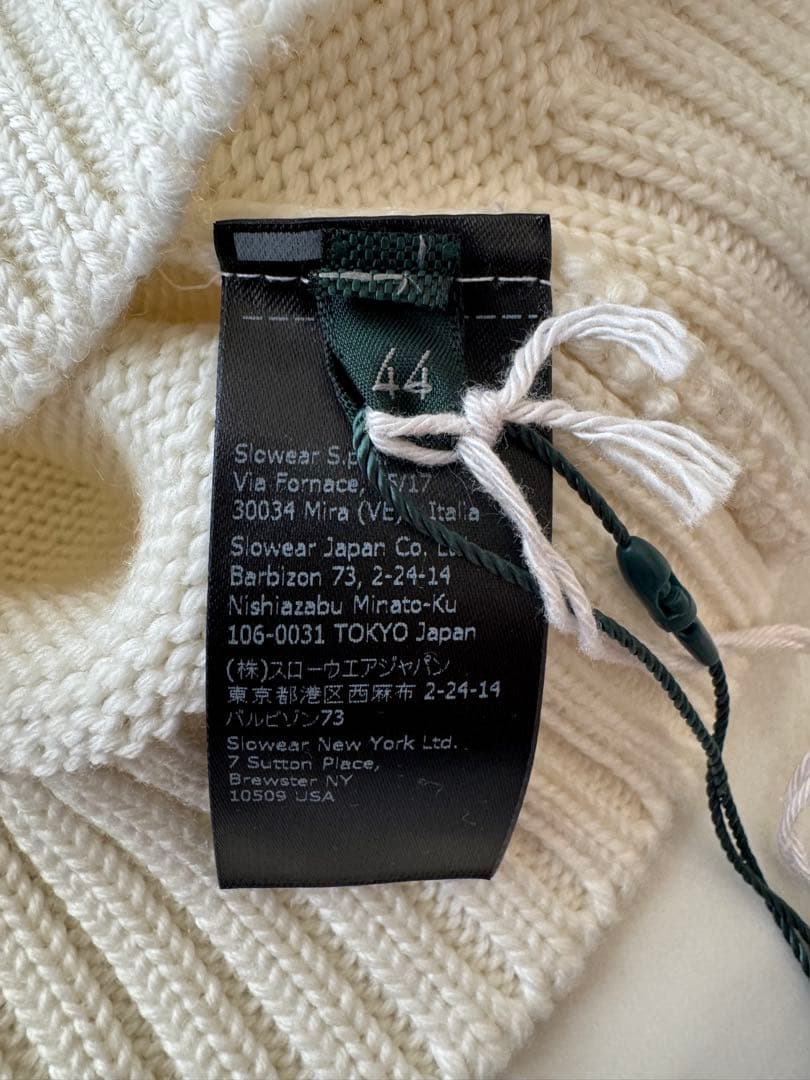 44
Slowear
Via Fornace, /17
30034 Mira (VE) Italia
Slowear Japan Co.
Barbizon 73, 2-24-14
Nishiazabu Minato-Ku
106-0031 TOKYO Japan
(株)スローウエアジャパン
東京都港区西麻布 2-24-14
バルビゾン73
Slowear New York Ltd.
7 Sutton Place,
Brewster NY
10509 USA